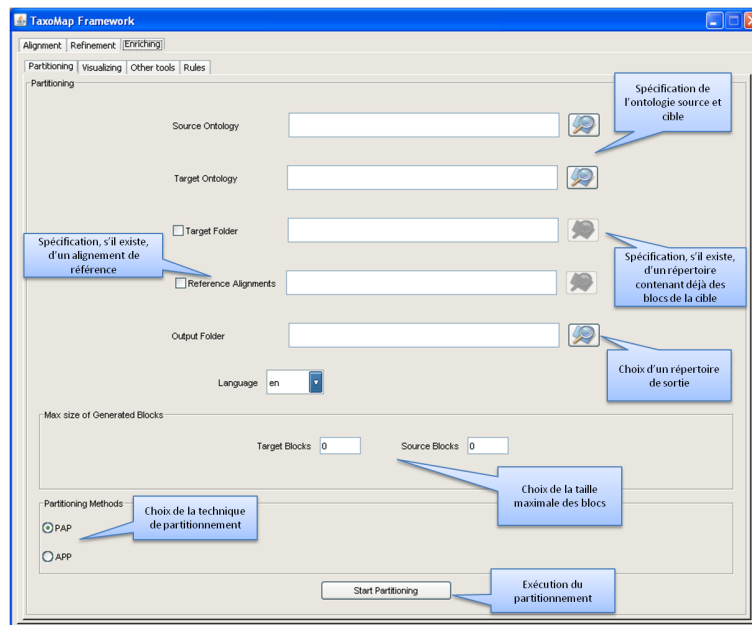 TaxoMap Framework
Alignment Refinement Enriching
Partitioning Visualizing Other tools Rules
Partitioning
Spécification de
l'ontologie source et
cible
Source Ontology
Target Ontology
Target Folder
Spécification, s'il existe,
d'un alignement de
référence
Spécification, s'il existe,
d'un répertoire
contenant déjà des
blocs de la cible
Reference Alignments
Output Folder
Choix d'un répertoire
de sortie
Language en
Max size of Generated Blocks
Target Blocks 0 Source Blocks 0
Choix de la taille
maximale des blocs
Partitioning Methods
Choix de la technique
de partitionnement
PAP
APP
Start Partitioning
Exécution du
partitionnement